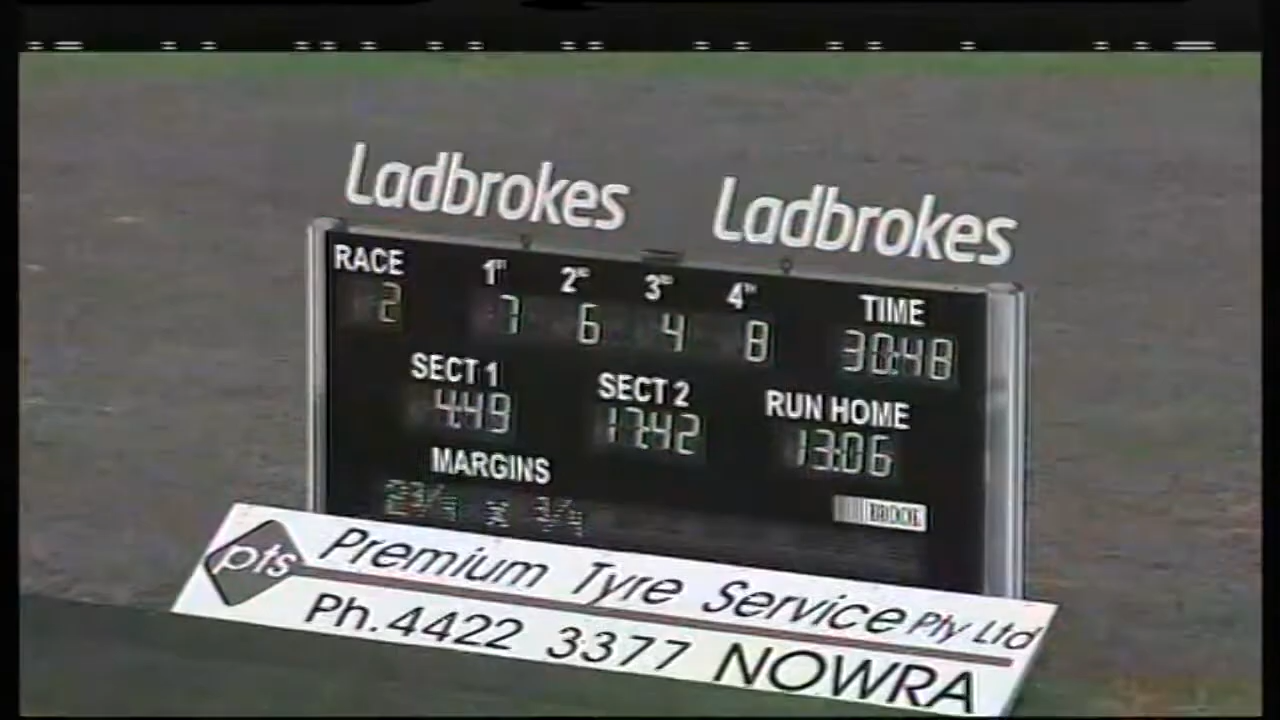 Ladbrokes Ladbrokes
RACE 1ST 2ND 3RD 4TH TIME
2 7 6 4 8 30:48
SECT 1 SECT 2 RUN HOME
4:49 17:42 13:06
MARGINS
pts Premium Tyre Service Pty Ltd
Ph. 4422 3377 NOWRA